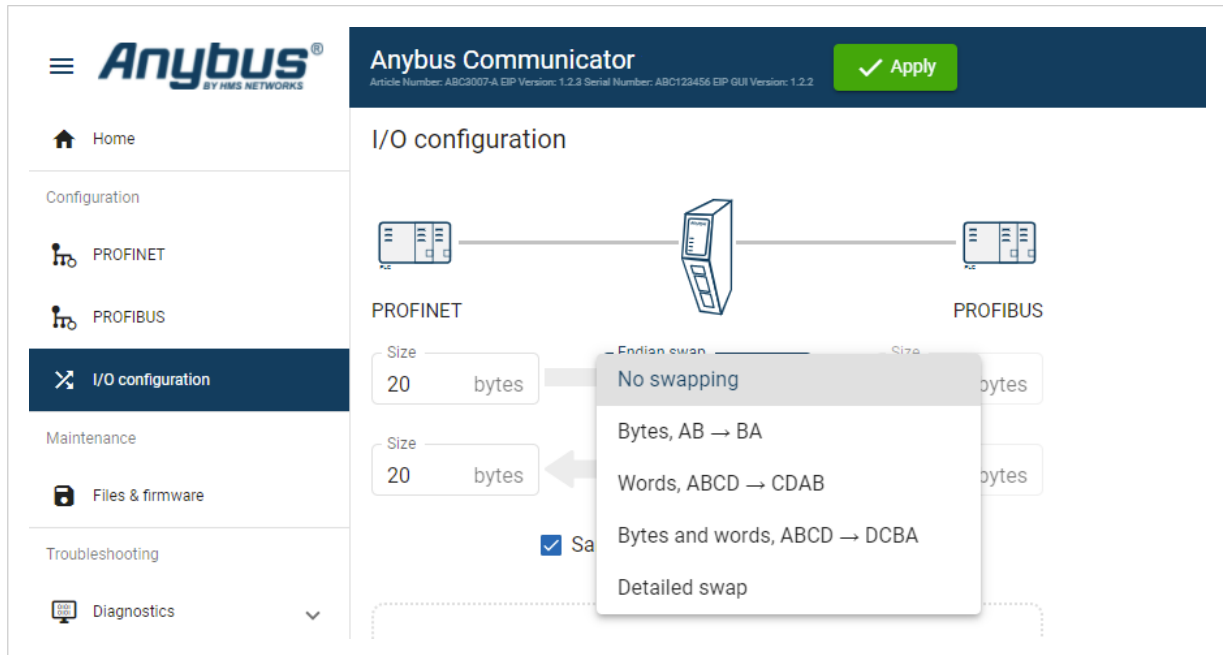 Anybus®
BY HMS NETWORKS
Anybus Communicator
Article Number: ABC3007-A EIP Version: 1.2.3 Serial Number: ABC123456 EIP GUI Version: 1.2.2
Apply
Home
Configuration
PROFINET
PROFIBUS
I/O configuration
Maintenance
Files & firmware
Troubleshooting
Diagnostics
I/O configuration
PLC
PLC
PROFINET
PROFIBUS
Size
20 bytes
Endian swap
Size
bytes
Size
20 bytes
bytes
Sa
No swapping
Bytes, AB → BA
Words, ABCD → CDAB
Bytes and words, ABCD → DCBA
Detailed swap